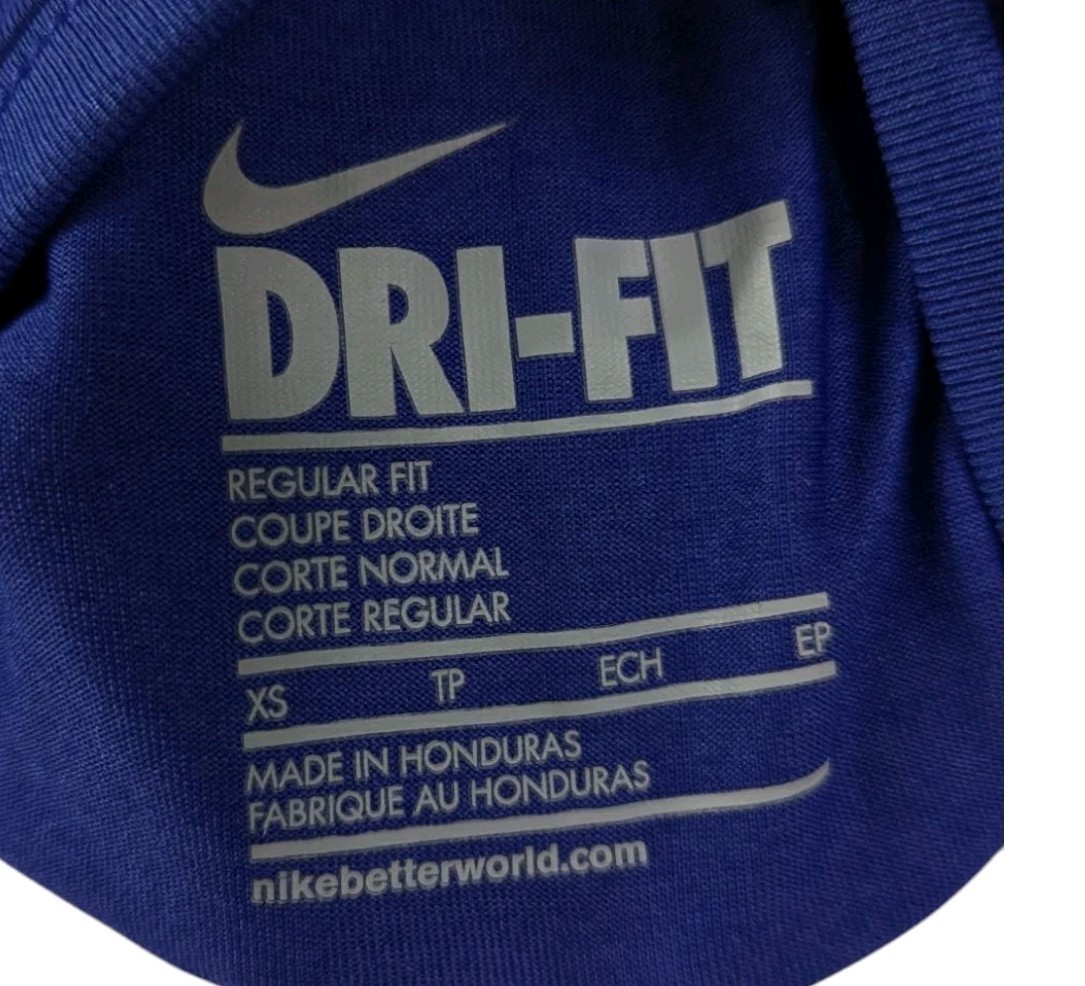 DRI-FIT
REGULAR FIT
COUPE DROITE
CORTE NORMAL
CORTE REGULAR
XS TP ECH EP
MADE IN HONDURAS
FABRIQUE AU HONDURAS
nikebetterworld.com